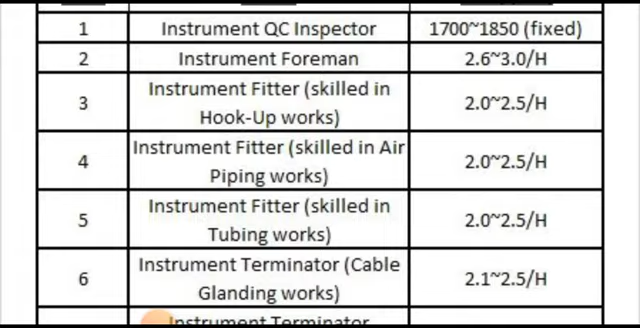 1 Instrument QC Inspector 1700~1850 (fixed)
2 Instrument Foreman 2.6~3.0/H
3 Instrument Fitter (skilled in Hook-Up works) 2.0~2.5/H
4 Instrument Fitter (skilled in Air Piping works) 2.0~2.5/H
5 Instrument Fitter (skilled in Tubing works) 2.0~2.5/H
6 Instrument Terminator (Cable Glanding works) 2.1~2.5/H
Instrument Terminator